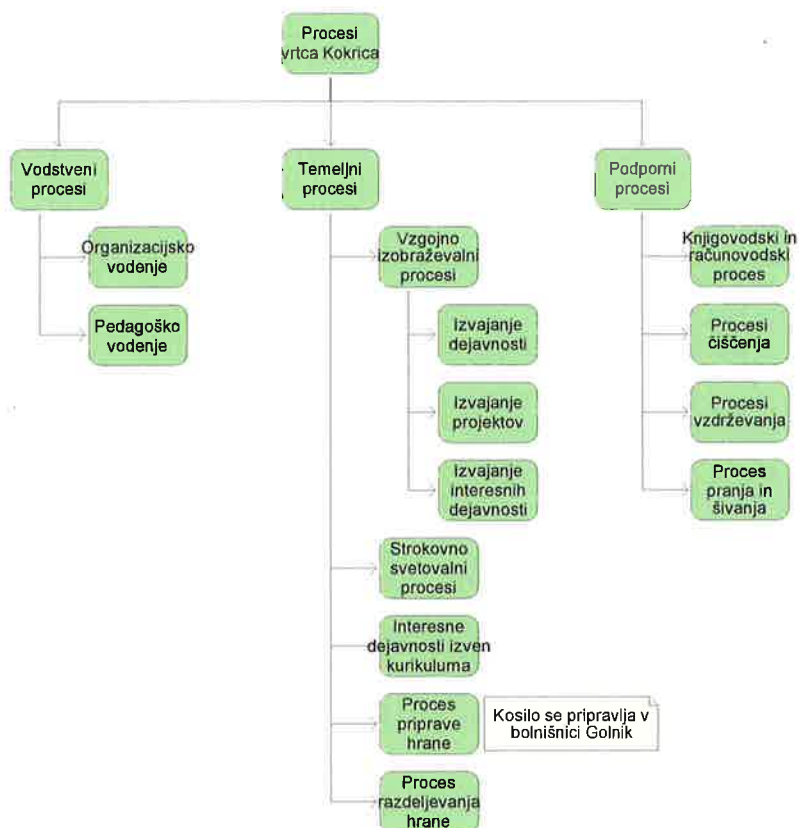 Procesi
vrtca Kokrica
Vodstveni
procesi
Organizacijsko
vodenje
Pedagoško
vodenje
Temeljni
procesi
Vzgojno
izobraževalni
procesi
Izvajanje
dejavnosti
Izvajanje
projektov
Izvajanje
interesnih
dejavnosti
Strokovno
svetovalni
procesi
Interesne
dejavnosti izven
kurikuluma
Proces
priprave
hrane
Kosilo se pripravlja v
bolnišnici Golnik
Proces
razdeljevanja
hrane
Podporni
procesi
Knjigovodski in
računovodski
proces
Procesi
čiščenja
Procesi
vzdrževanja
Proces
pranja in
šivanja